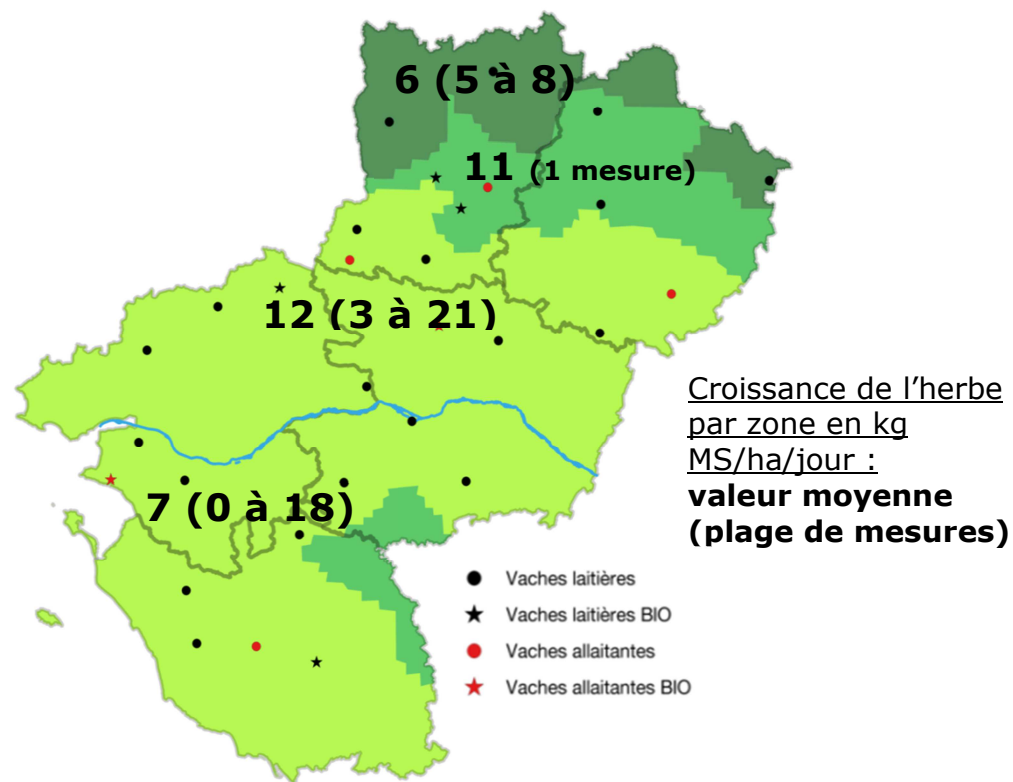 6 (5 à 8)
11 (1 mesure)
12 (3 à 21)
7 (0 à 18)
Croissance de l’herbe
par zone en kg
MS/ha/jour :
valeur moyenne
(plage de mesures)
Vaches laitières
Vaches laitières BIO
Vaches allaitantes
Vaches allaitantes BIO